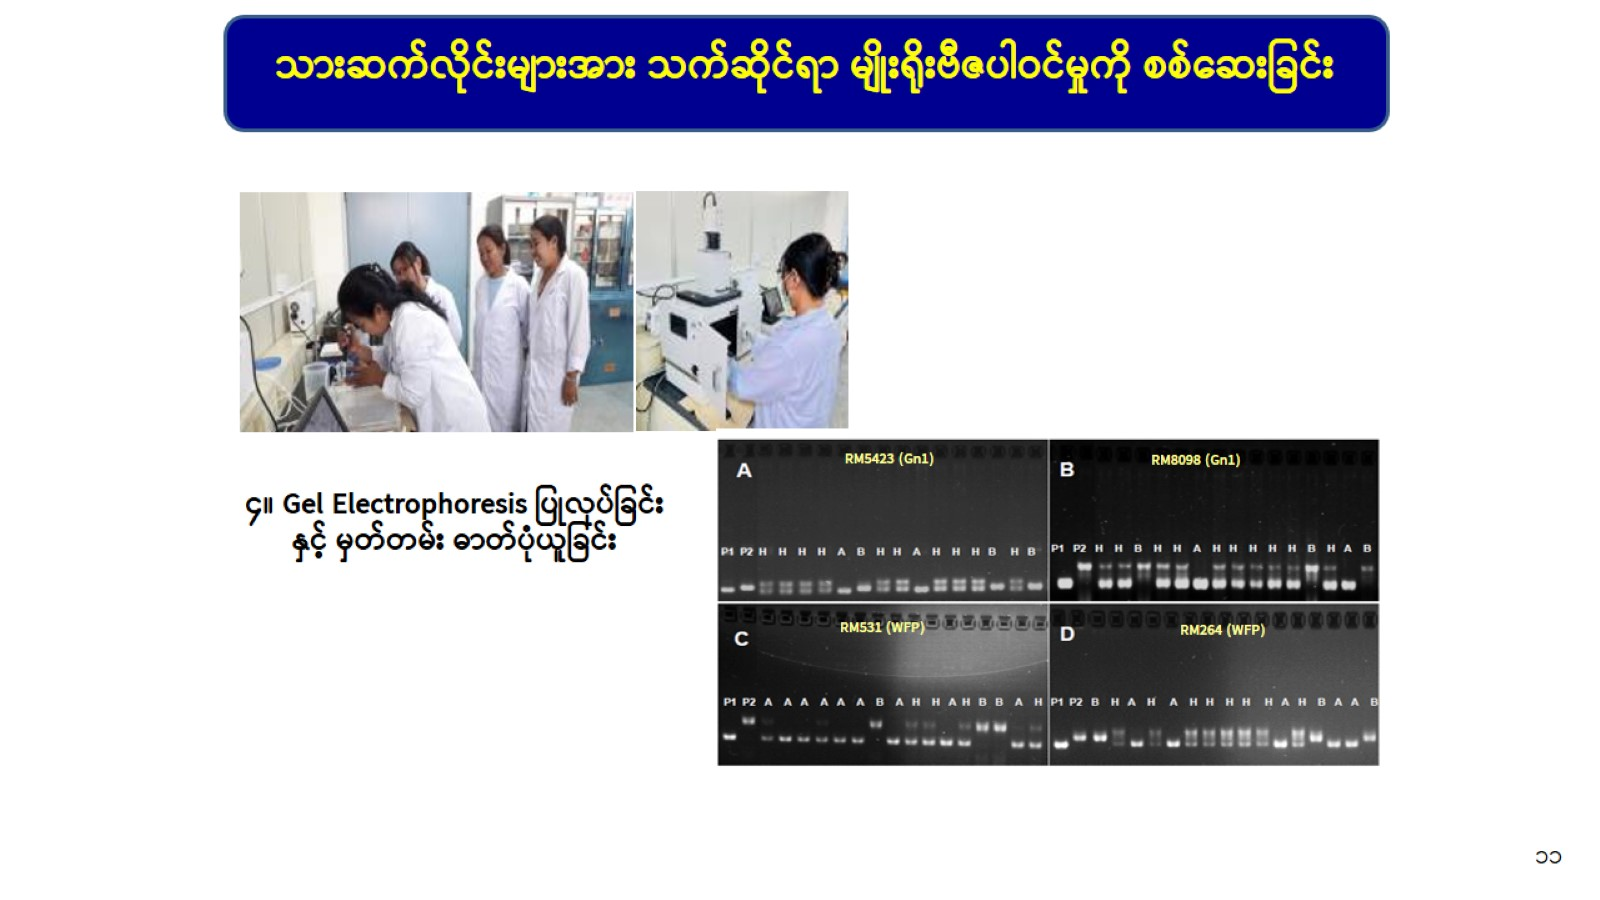 သားဆက်လိုင်းများအား သက်ဆိုင်ရာ မျိုးရိုးဗီဇပါဝင်မှုကို စစ်ဆေးခြင်း
၄။ Gel Electrophoresis ပြုလုပ်ခြင်း
နှင့် မှတ်တမ်း ဓာတ်ပုံယူခြင်း
A
RM5423 (Gn1)
P1 P2 H H H H A B H H A H H H B H B
B
RM8098 (Gn1)
P1 P2 H H B H H A H H H H H B H A B
C
RM531 (WFP)
P1 P2 A A A A A A B A H H A H B B A H
D
RM264 (WFP)
P1 P2 B H A H A H H H H H A H B A A B
၁၁